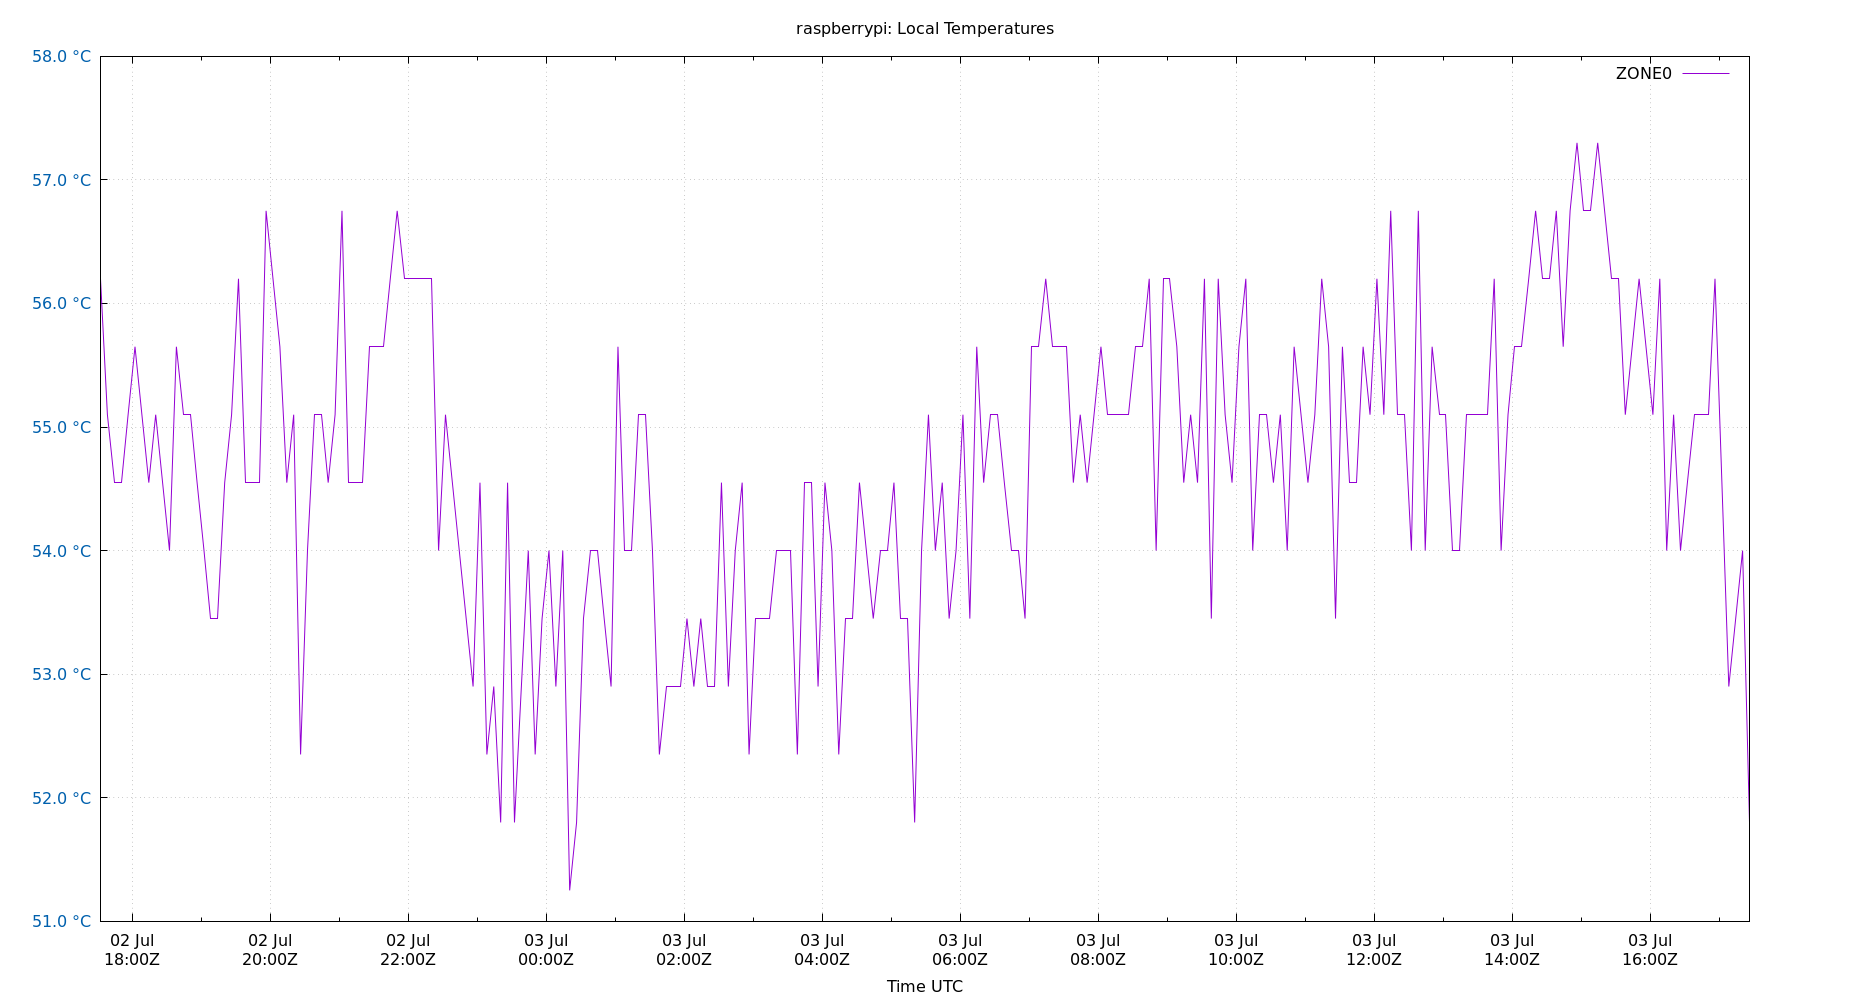 raspberrypi: Local Temperatures
58.0 °C
ZONE0
57.0 °C
56.0 °C
55.0 °C
54.0 °C
53.0 °C
52.0 °C
51.0 °C
02 Jul 02 Jul 02 Jul 03 Jul 03 Jul 03 Jul 03 Jul 03 Jul 03 Jul 03 Jul 03 Jul 03 Jul
18:00Z 20:00Z 22:00Z 00:00Z 02:00Z 04:00Z 06:00Z 08:00Z 10:00Z 12:00Z 14:00Z 16:00Z
Time UTC